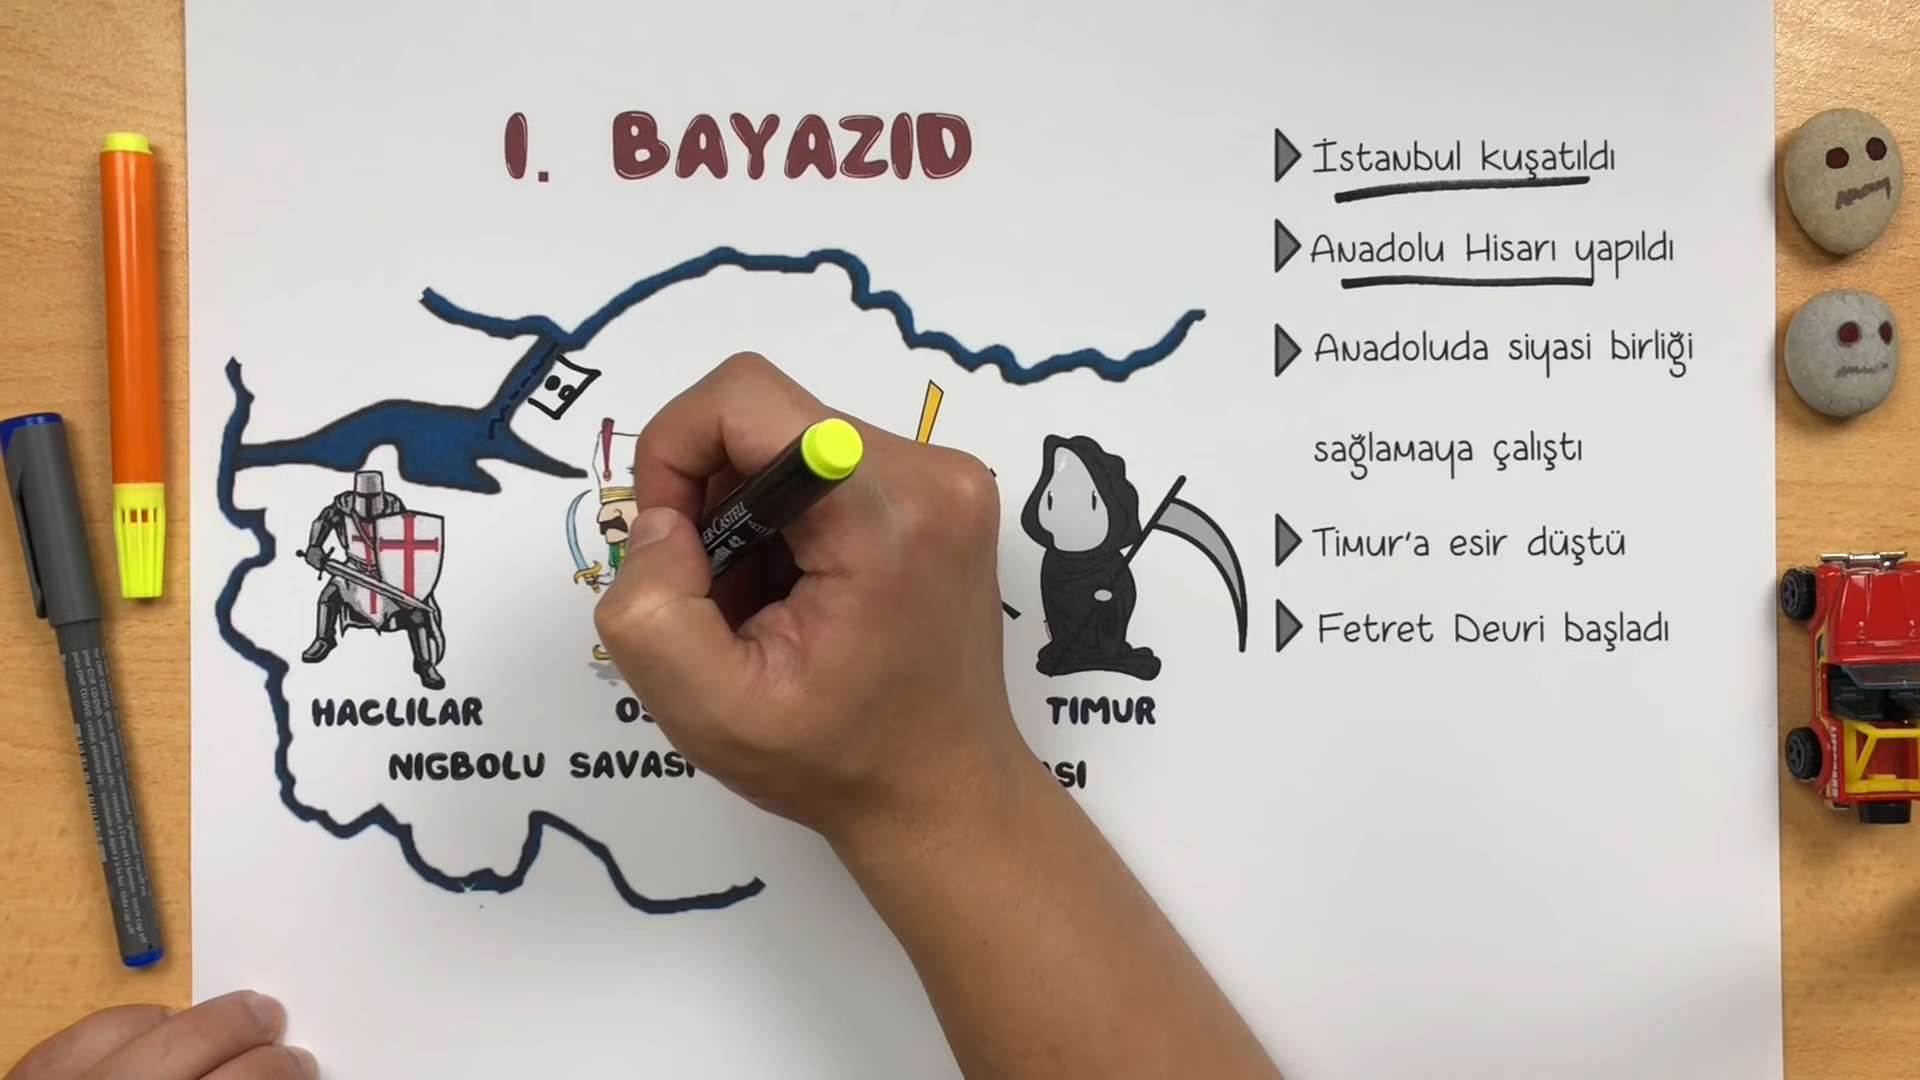 I. BAYAZID
İstanbul kuşatıldı
Anadolu Hisarı yapıldı
Anadoluda siyasi birliği
sağlamaya çalıştı
Timur'a esir düştü
Fetret Devri başladı
HAÇLILAR
TIMUR
NIGBOLU SAVASI